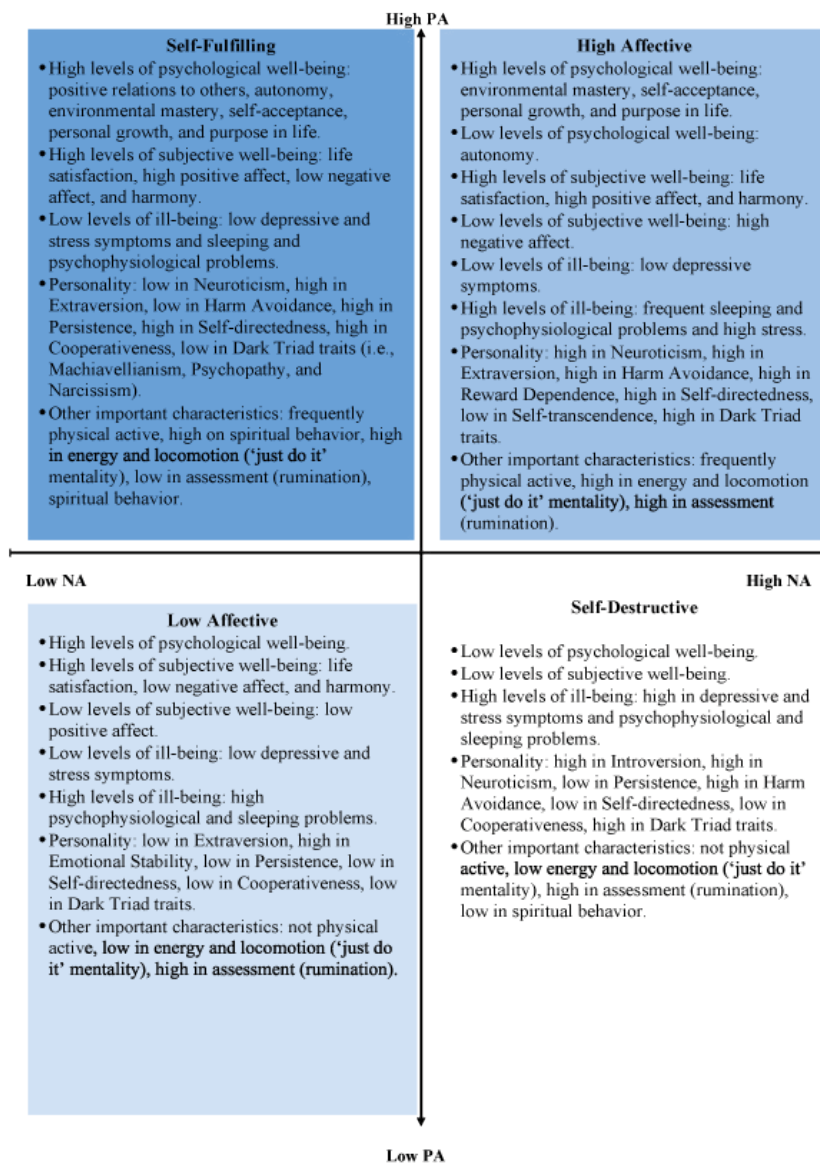 High PA
Self-Fulfilling
•High levels of psychological well-being:
positive relations to others, autonomy,
environmental mastery, self-acceptance,
personal growth, and purpose in life.
•High levels of subjective well-being: life
satisfaction, high positive affect, low negative
affect, and harmony.
•Low levels of ill-being: low depressive and
stress symptoms and sleeping and
psychophysiological problems.
•Personality: low in Neuroticism, high in
Extraversion, low in Harm Avoidance, high in
Persistence, high in Self-directedness, high in
Cooperativeness, low in Dark Triad traits (i.e.,
Machiavellianism, Psychopathy, and
Narcissism).
•Other important characteristics: frequently
physical active, high on spiritual behavior, high
in energy and locomotion (‘just do it’
mentality), low in assessment (rumination),
spiritual behavior.
High Affective
•High levels of psychological well-being:
environmental mastery, self-acceptance,
personal growth, and purpose in life.
•Low levels of psychological well-being:
autonomy.
•High levels of subjective well-being: life
satisfaction, high positive affect, and harmony.
•Low levels of subjective well-being: high
negative affect.
•Low levels of ill-being: low depressive
symptoms.
•High levels of ill-being: frequent sleeping and
psychophysiological problems and high stress.
•Personality: high in Neuroticism, high in
Extraversion, high in Harm Avoidance, high in
Reward Dependence, high in Self-directedness,
low in Self-transcendence, high in Dark Triad
traits.
•Other important characteristics: frequently
physically active, high in energy and locomotion
(‘just do it’ mentality), high in assessment
(rumination).
Low NA
High NA
Low Affective
•High levels of psychological well-being.
•High levels of subjective well-being: life
satisfaction, low negative affect, and harmony.
•Low levels of subjective well-being: low
positive affect.
•Low levels of ill-being: low depressive and
stress symptoms.
•High levels of ill-being: high
psychophysiological and sleeping problems.
•Personality: low in Extraversion, high in
Emotional Stability, low in Persistence, low in
Self-directedness, low in Cooperativeness, low
in Dark Triad traits.
•Other important characteristics: not physical
active, low in energy and locomotion (‘just do
it’ mentality), high in assessment (rumination).
Self-Destructive
•Low levels of psychological well-being.
•Low levels of subjective well-being.
•High levels of ill-being: high in depressive and
stress symptoms and psychophysiological and
sleeping problems.
•Personality: high in Introversion, high in
Neuroticism, low in Persistence, high in Harm
Avoidance, low in Self-directedness, low in
Cooperativeness, high in Dark Triad traits.
•Other important characteristics: not physical
active, low energy and locomotion (‘just do it’
mentality), high in assessment (rumination),
low in spiritual behavior.
Low PA